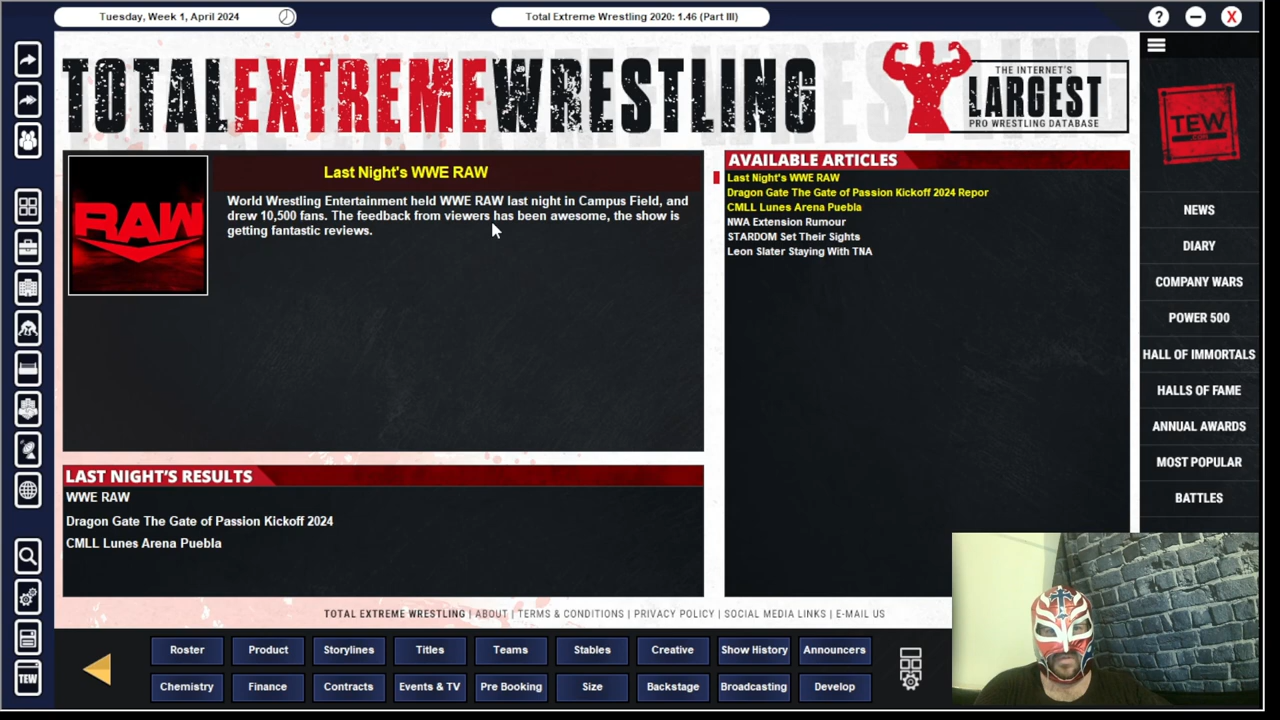 Tuesday, Week 1, April 2024
Total Extreme Wrestling 2020: 1.46 (Part III)
? X
TOTALEXTREMEWRESTLING
THE INTERNET'S
LARGEST
PRO WRESTLING DATABASE
TEW
.COM
RAW
Last Night's WWE RAW
World Wrestling Entertainment held WWE RAW last night in Campus Field, and
drew 10,500 fans. The feedback from viewers has been awesome, the show is
getting fantastic reviews.
AVAILABLE ARTICLES
Last Night's WWE RAW
Dragon Gate The Gate of Passion Kickoff 2024 Repor
CMLL Lunes Arena Puebla
NWA Extension Rumour
STARDOM Set Their Sights
Leon Slater Staying With TNA
NEWS
DIARY
COMPANY WARS
POWER 500
HALL OF IMMORTALS
HALLS OF FAME
ANNUAL AWARDS
MOST POPULAR
BATTLES
LAST NIGHT'S RESULTS
WWE RAW
Dragon Gate The Gate of Passion Kickoff 2024
CMLL Lunes Arena Puebla
TOTAL EXTREME WRESTLING | ABOUT | TERMS & CONDITIONS | PRIVACY POLICY | SOCIAL MEDIA LINKS | E-MAIL US
Roster Product Storylines Titles Teams Stables Creative Show History Announcers
Chemistry Finance Contracts Events & TV Pre Booking Size Backstage Broadcasting Develop
TEW